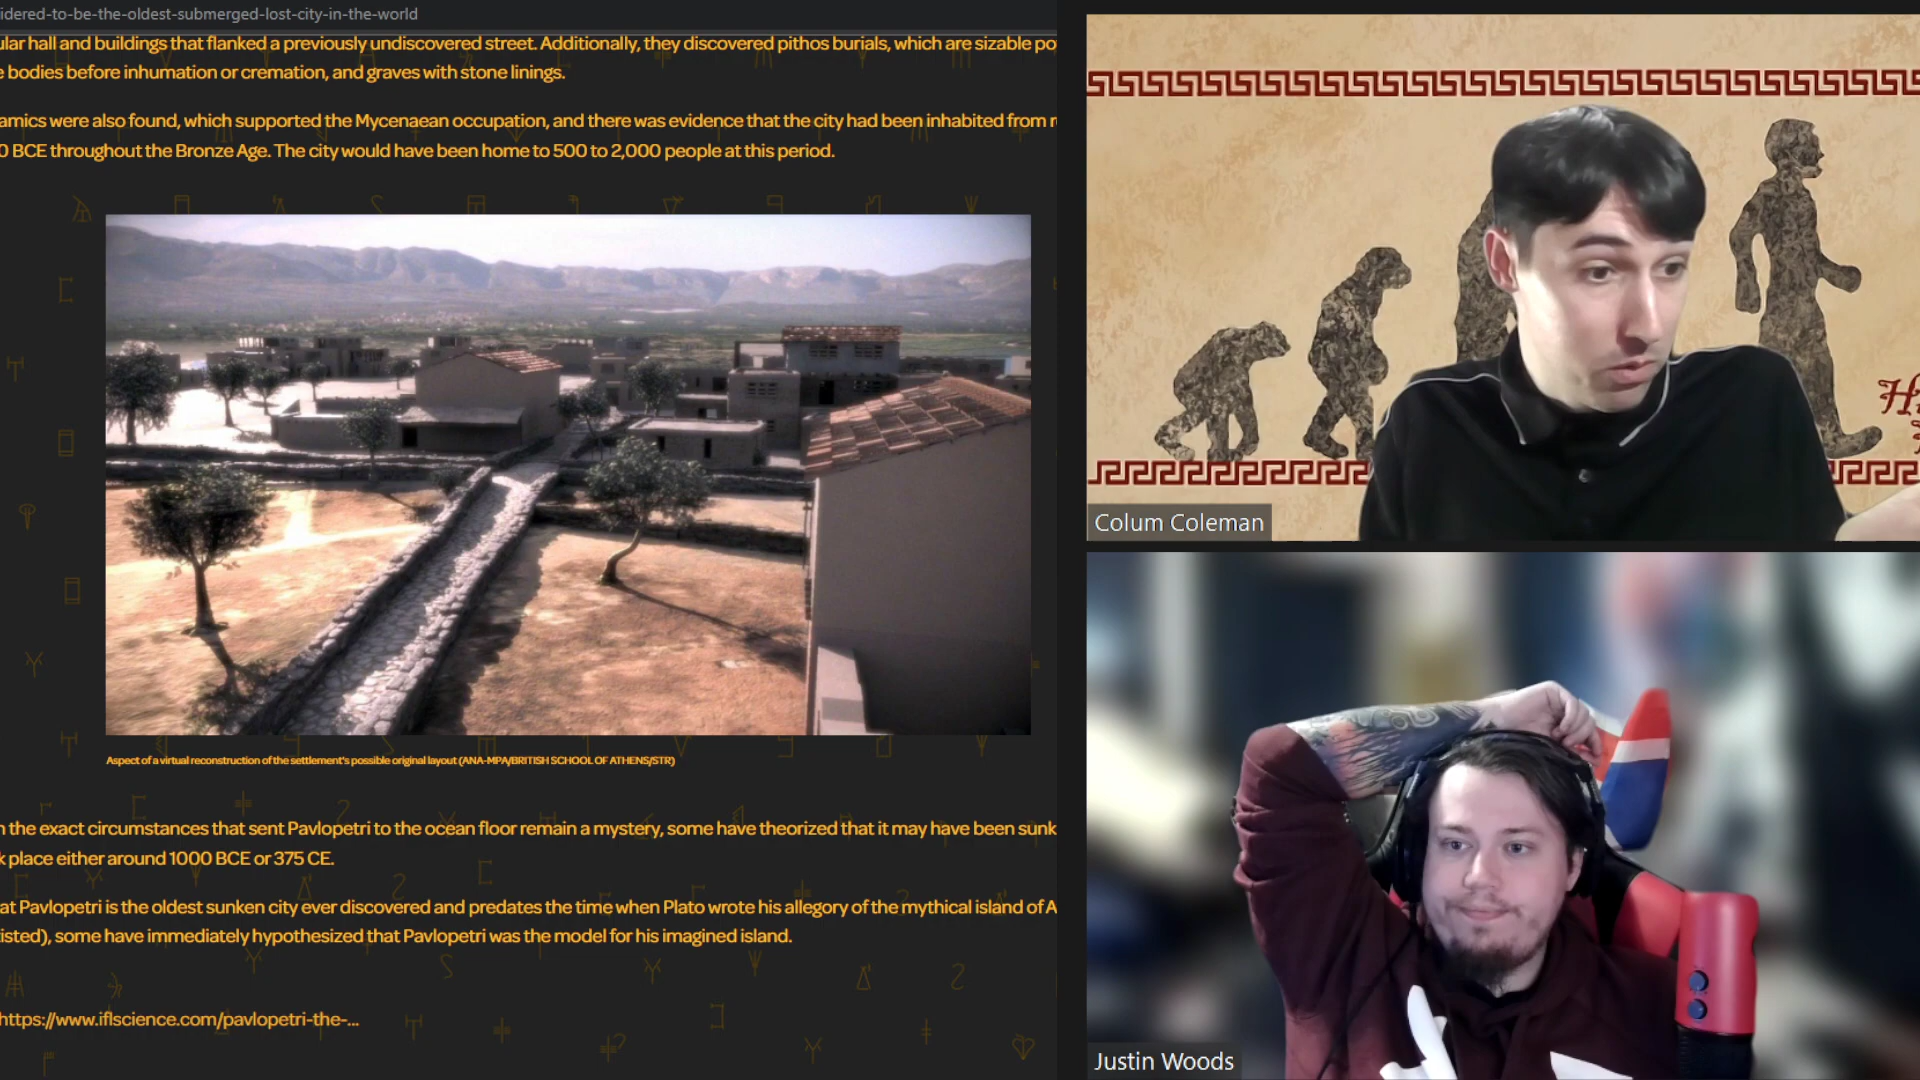 idered-to-be-the-oldest-submerged-lost-city-in-the-world
ular hall and buildings that flanked a previously undiscovered street. Additionally, they discovered pithos burials, which are sizable po
e bodies before inhumation or cremation, and graves with stone linings.
amics were also found, which supported the Mycenaean occupation, and there was evidence that the city had been inhabited from r
0 BCE throughout the Bronze Age. The city would have been home to 500 to 2,000 people at this period.
Aspect of a virtual reconstruction of the settlement's possible original layout (ANA-MPA/BRITISH SCHOOL OF ATHENS/STR)
n the exact circumstances that sent Pavlopetri to the ocean floor remain a mystery, some have theorized that it may have been sunk
k place either around 1000 BCE or 375 CE.
at Pavlopetri is the oldest sunken city ever discovered and predates the time when Plato wrote his allegory of the mythical island of A
isted), some have immediately hypothesized that Pavlopetri was the model for his imagined island.
https://www.iflscience.com/pavlopetri-the-...
Colum Coleman
Justin Woods